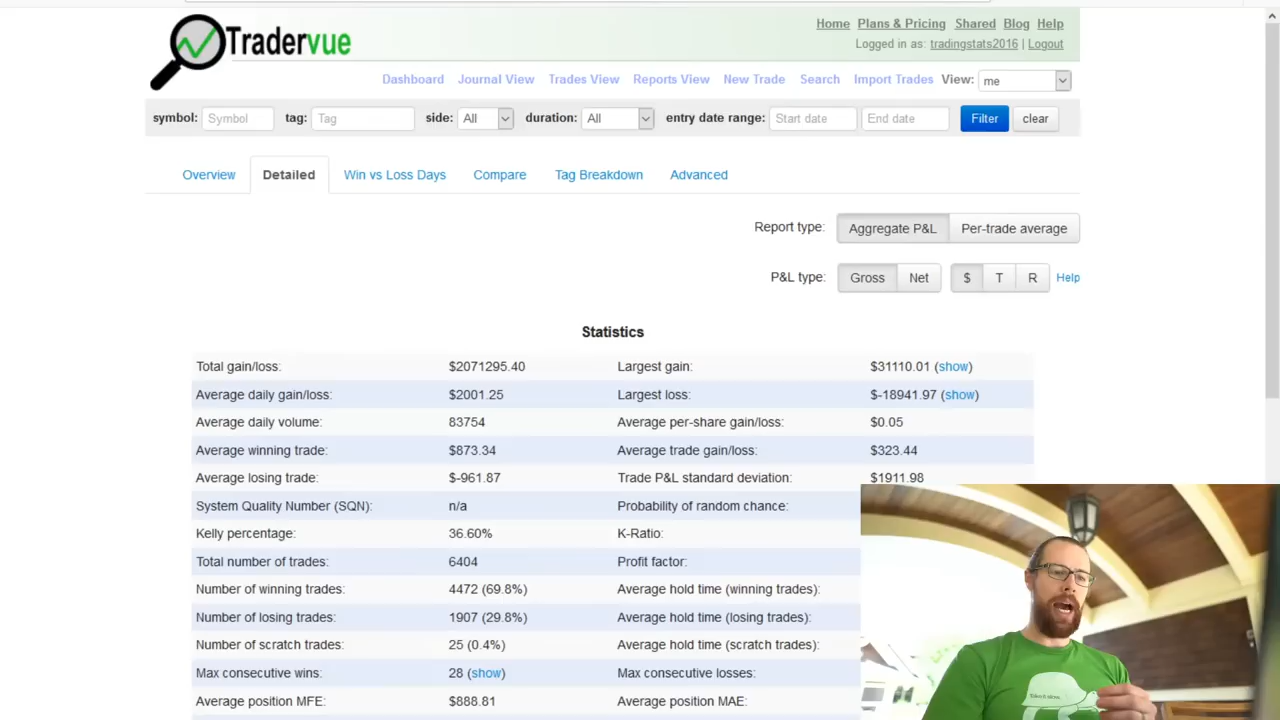 Tradervue
Home Plans & Pricing Shared Blog Help
Logged in as: tradingstats2016 | Logout
Dashboard Journal View Trades View Reports View New Trade Search Import Trades View: me
symbol: Symbol tag: Tag side: All duration: All entry date range: Start date End date Filter clear
Overview Detailed Win vs Loss Days Compare Tag Breakdown Advanced
Report type: Aggregate P&L Per-trade average
P&L type: Gross Net $ T R Help
Statistics
Total gain/loss: $2071295.40 Largest gain: $31110.01 (show)
Average daily gain/loss: $2001.25 Largest loss: $-18941.97 (show)
Average daily volume: 83754 Average per-share gain/loss: $0.05
Average winning trade: $873.34 Average trade gain/loss: $323.44
Average losing trade: $-961.87 Trade P&L standard deviation: $1911.98
System Quality Number (SQN): n/a Probability of random chance:
Kelly percentage: 36.60% K-Ratio:
Total number of trades: 6404 Profit factor:
Number of winning trades: 4472 (69.8%) Average hold time (winning trades):
Number of losing trades: 1907 (29.8%) Average hold time (losing trades):
Number of scratch trades: 25 (0.4%) Average hold time (scratch trades):
Max consecutive wins: 28 (show) Max consecutive losses:
Average position MFE: $888.81 Average position MAE: